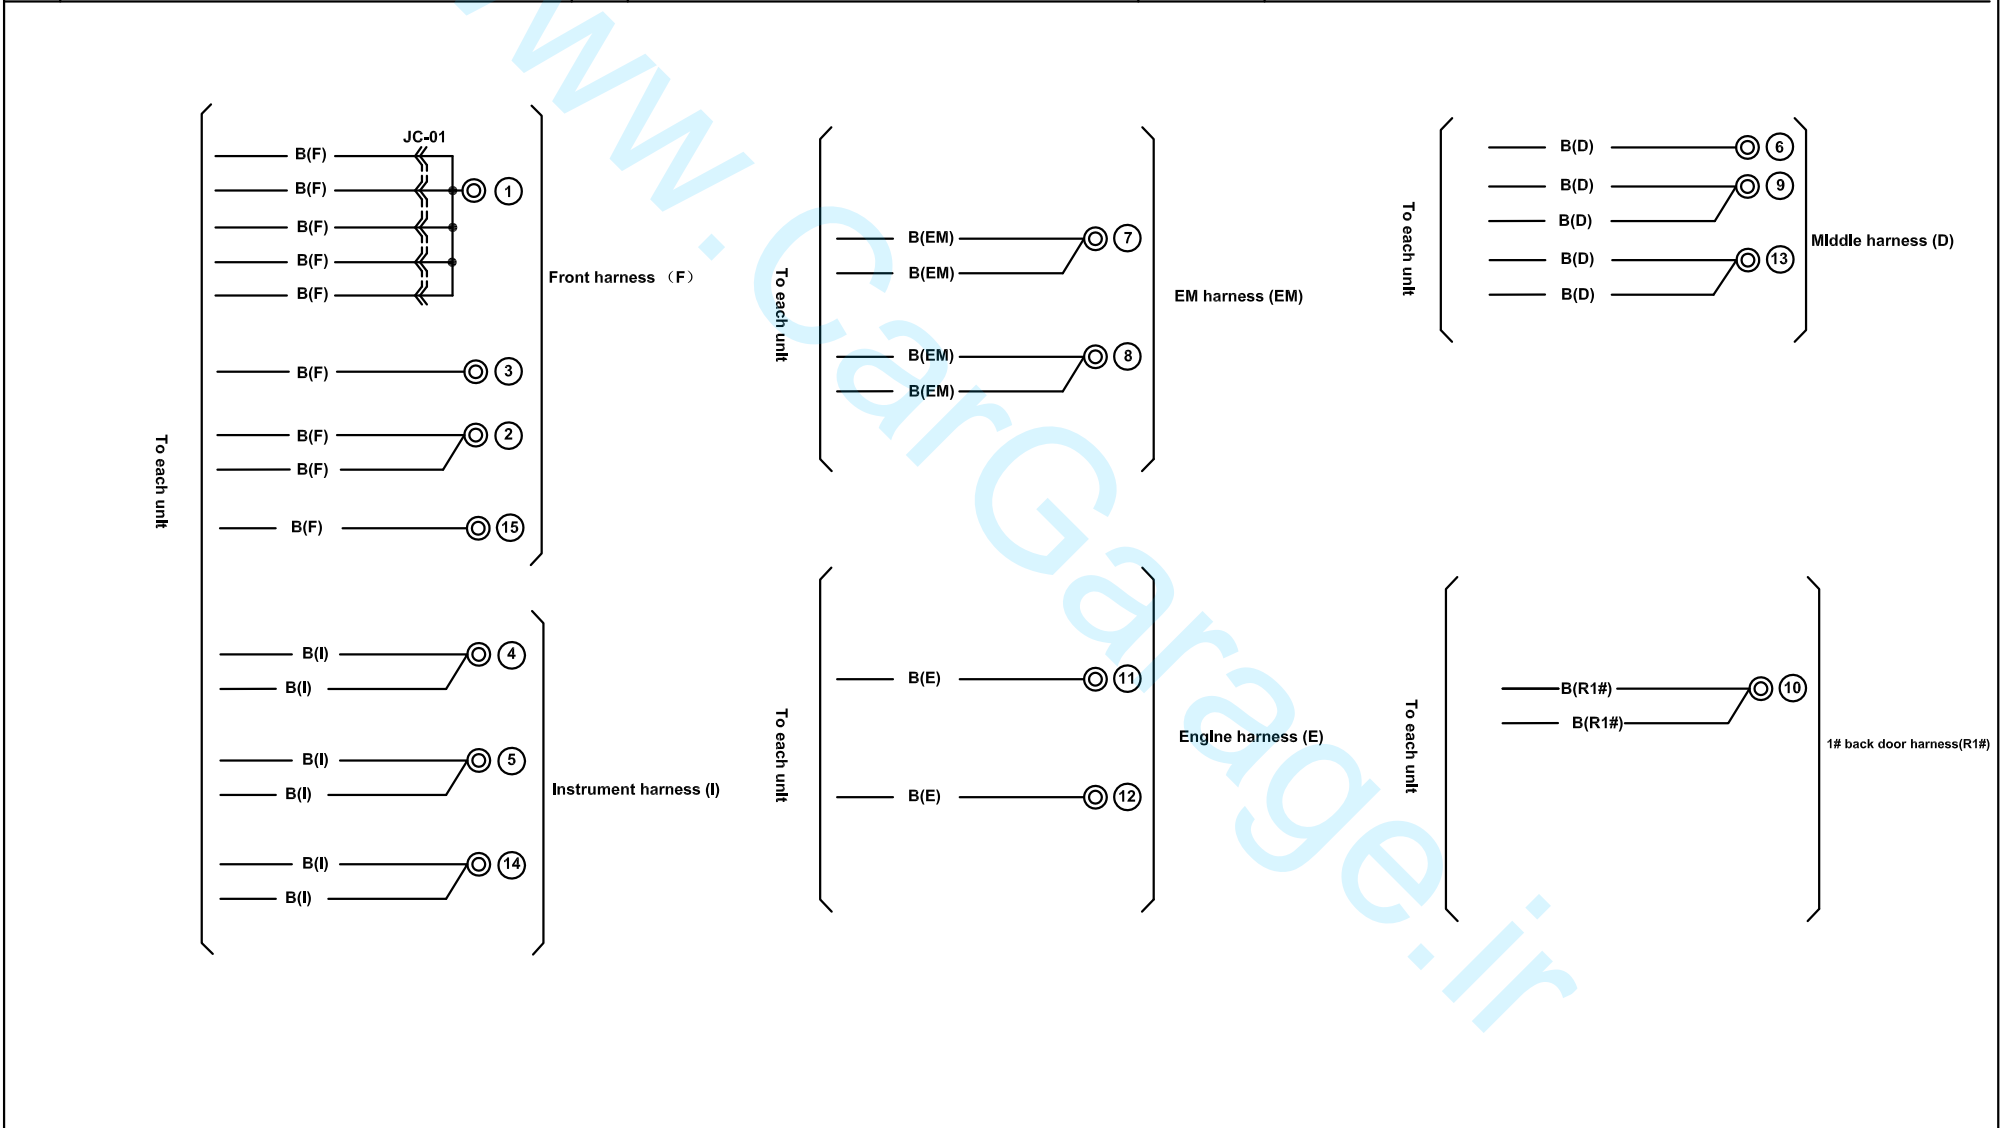 JC-01
B(F)
B(F)
1
B(F)
B(F)
B(F)
Front harness （F）
B(F)
3
B(F)
2
B(F)
B(F)
15
To each unit
B(I)
4
B(I)
B(I)
5
B(I)
Instrument harness (I)
B(I)
14
B(I)
B(EM)
7
B(EM)
To each unit
EM harness (EM)
B(EM)
8
B(EM)
B(E)
11
To each unit
Engine harness (E)
B(E)
12
B(D)
6
B(D)
9
B(D)
To each unit
Middle harness (D)
B(D)
13
B(D)
B(R1#)
10
B(R1#)
To each unit
1# back door harness(R1#)
www.CarGarage.ir